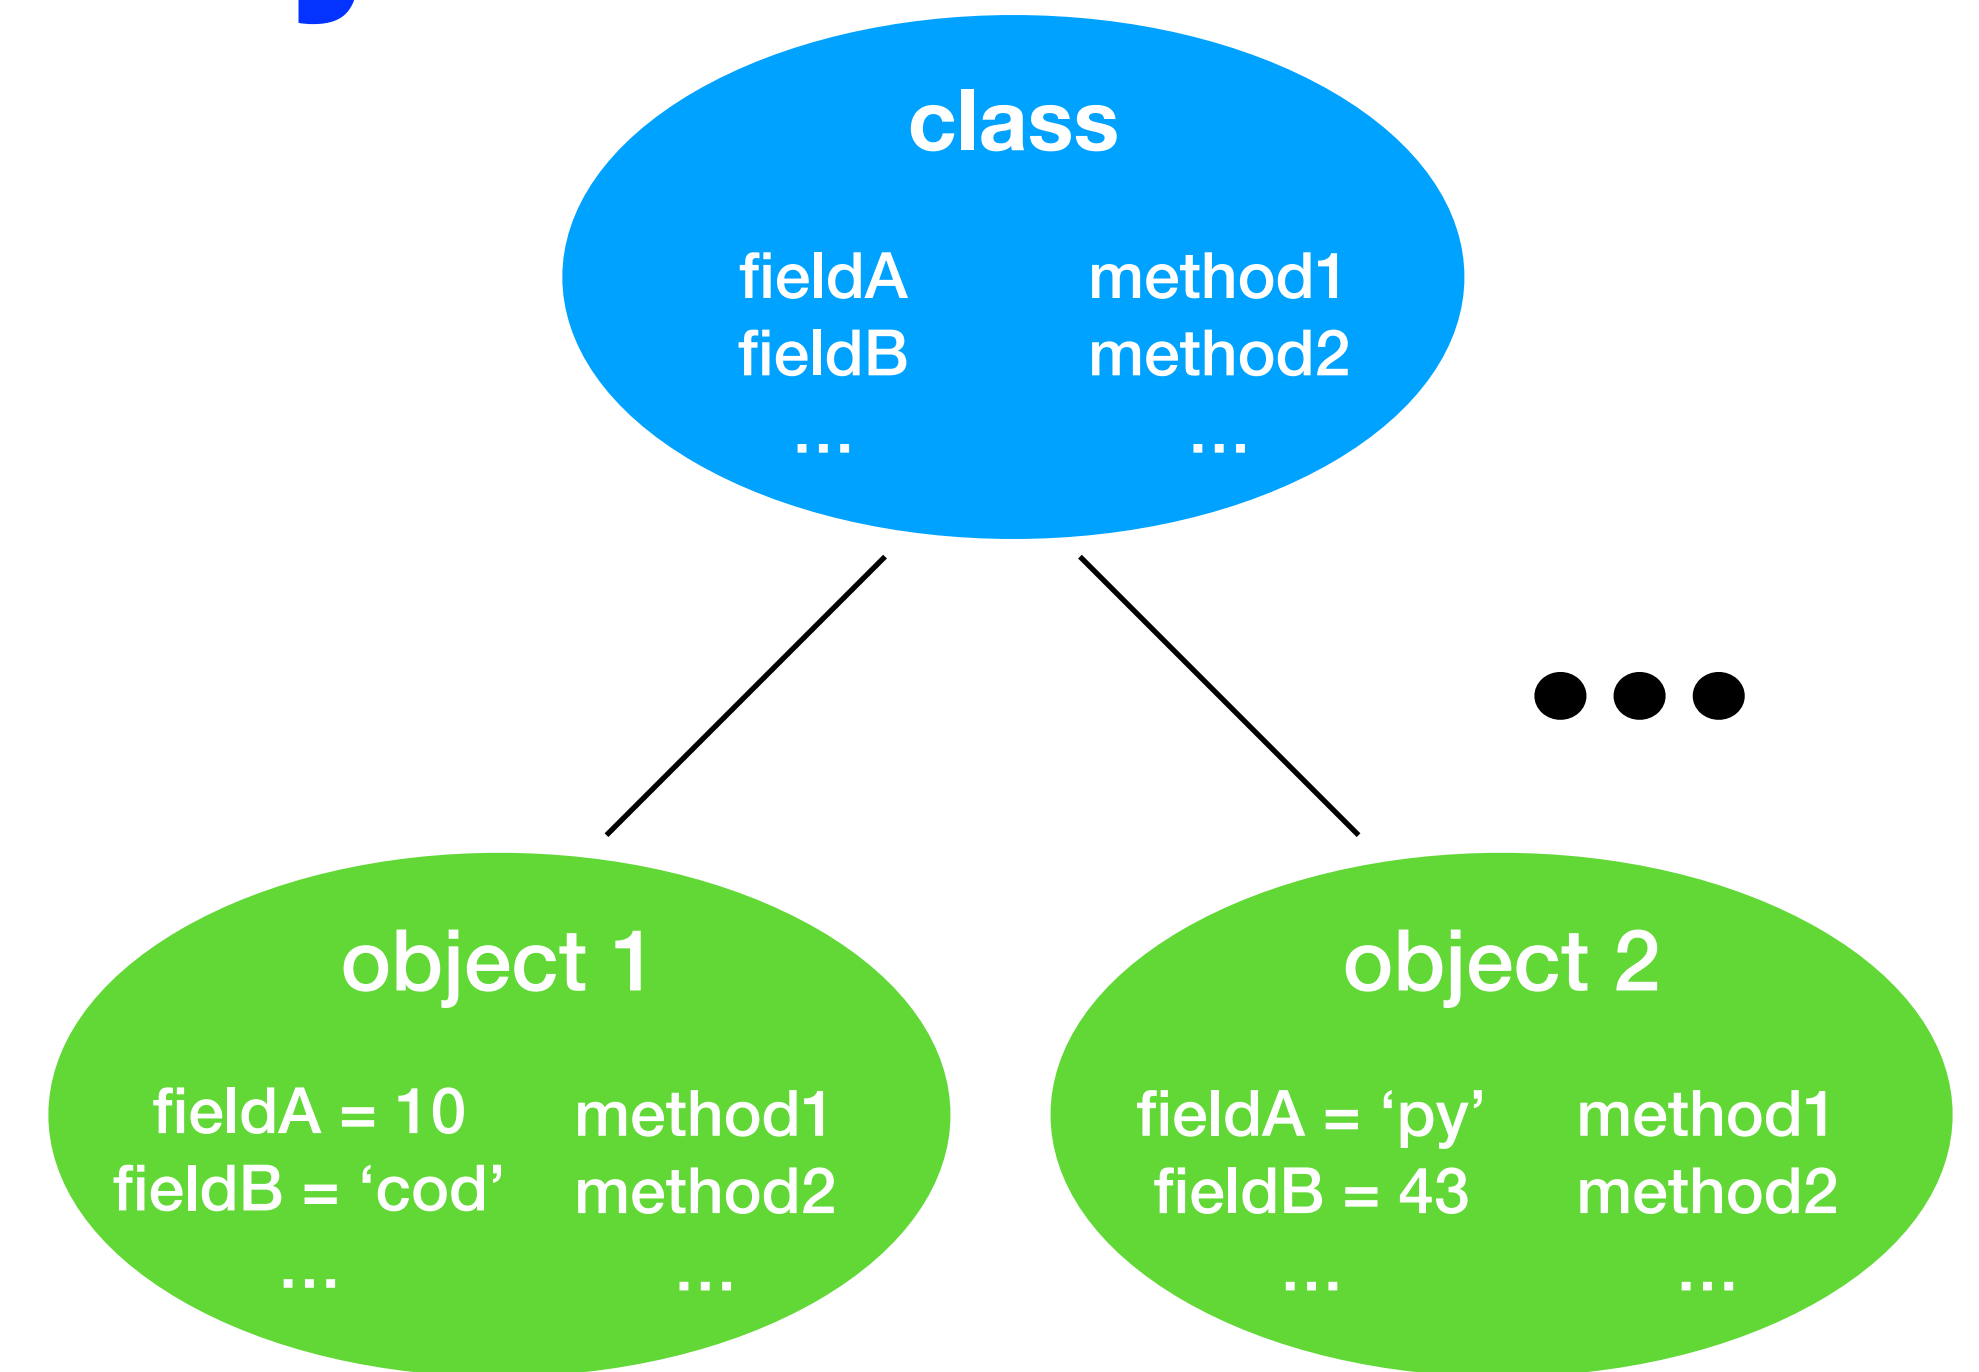 class
fieldA method1
fieldB method2
... ...
object 1
fieldA = 10 method1
fieldB = ‘cod’ method2
... ...
object 2
fieldA = ‘py’ method1
fieldB = 43 method2
... ...